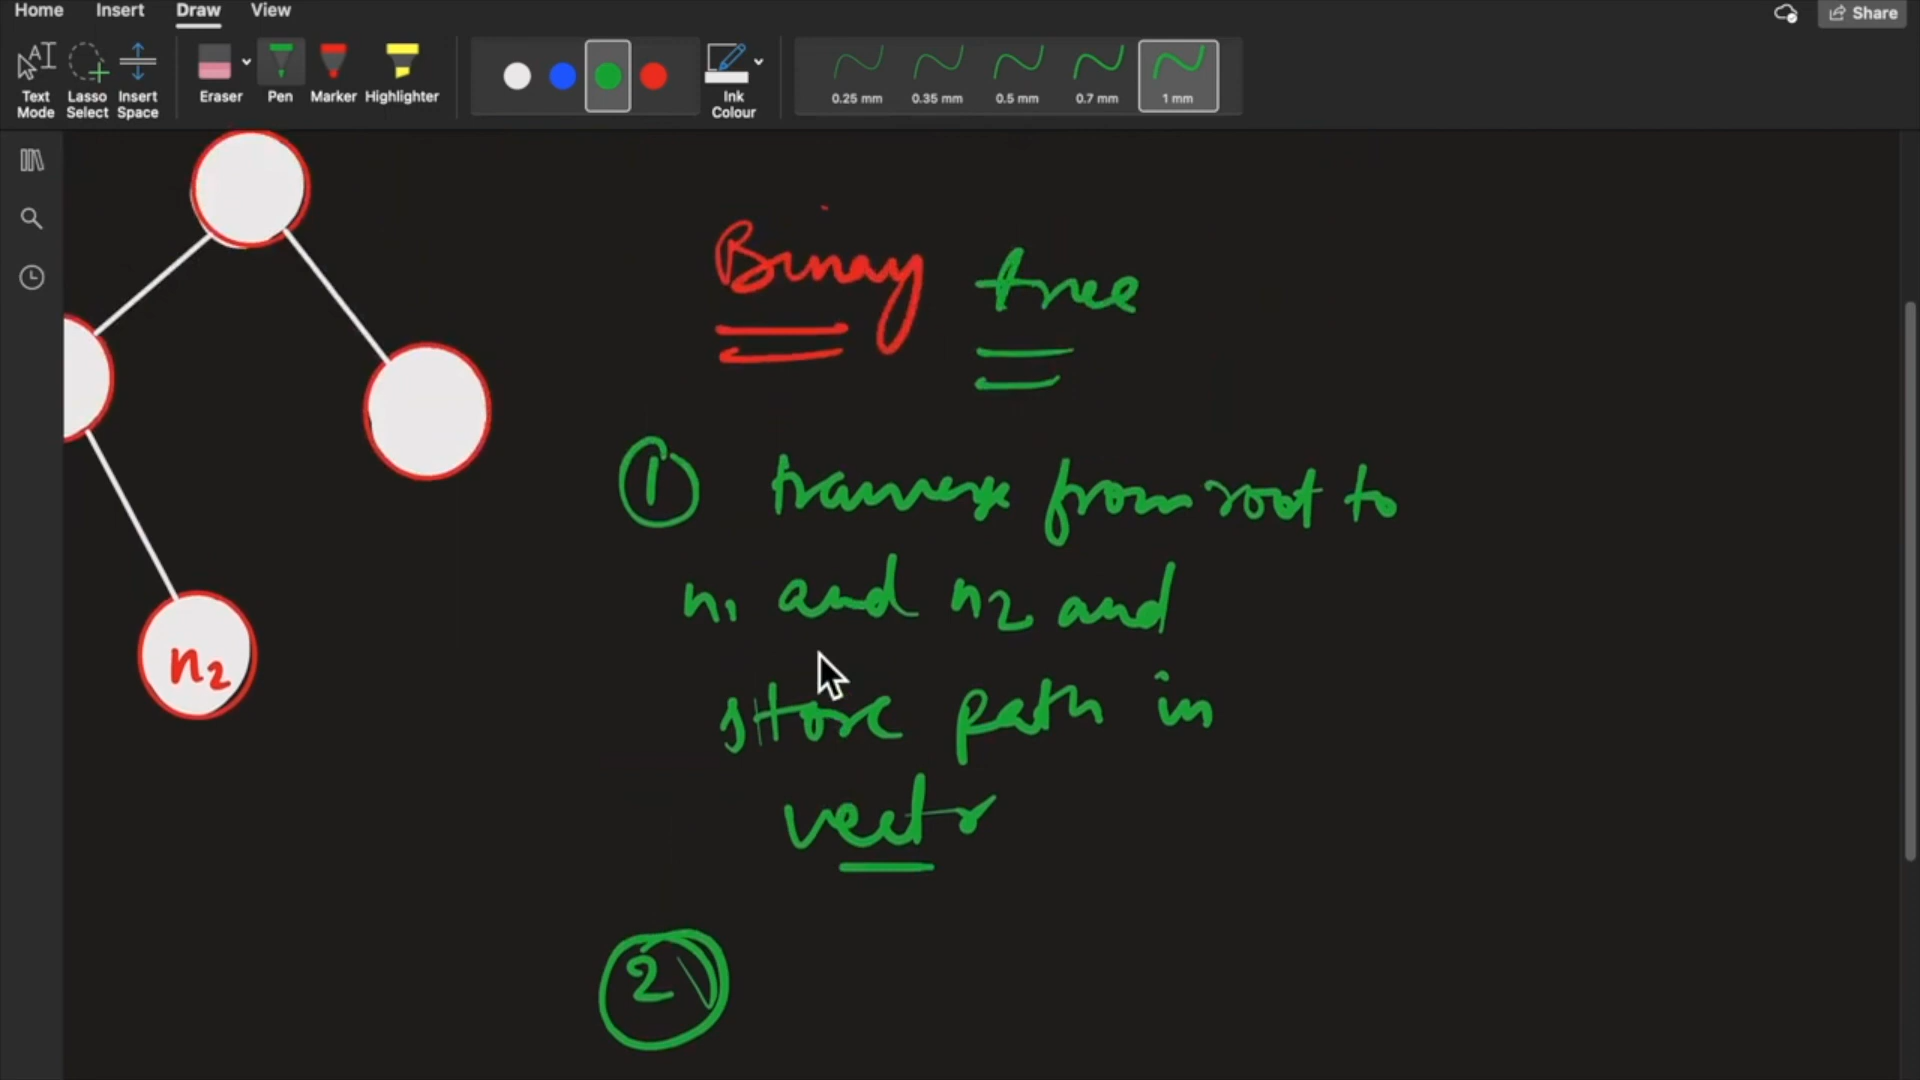 Home Insert Draw View
Share
Text Mode
Lasso Select
Insert Space
Eraser
Pen
Marker
Highlighter
Ink Colour
0.25 mm
0.35 mm
0.5 mm
0.7 mm
1 mm
Binay tree
1 traverse from root to
n1 and n2 and
store path in
vector
n2
2